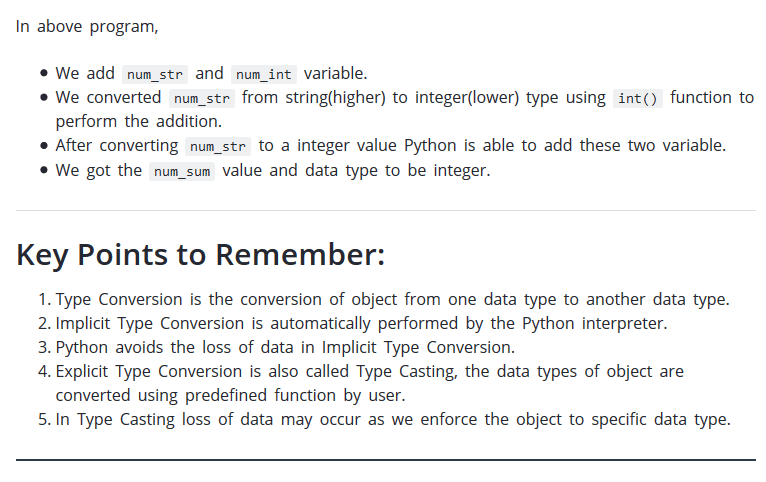 In above program,
• We add num_str and num_int variable.
• We converted num_str from string(higher) to integer(lower) type using int() function to
perform the addition.
• After converting num_str to a integer value Python is able to add these two variable.
• We got the num_sum value and data type to be integer.
Key Points to Remember:
1. Type Conversion is the conversion of object from one data type to another data type.
2. Implicit Type Conversion is automatically performed by the Python interpreter.
3. Python avoids the loss of data in Implicit Type Conversion.
4. Explicit Type Conversion is also called Type Casting, the data types of object are
converted using predefined function by user.
5. In Type Casting loss of data may occur as we enforce the object to specific data type.